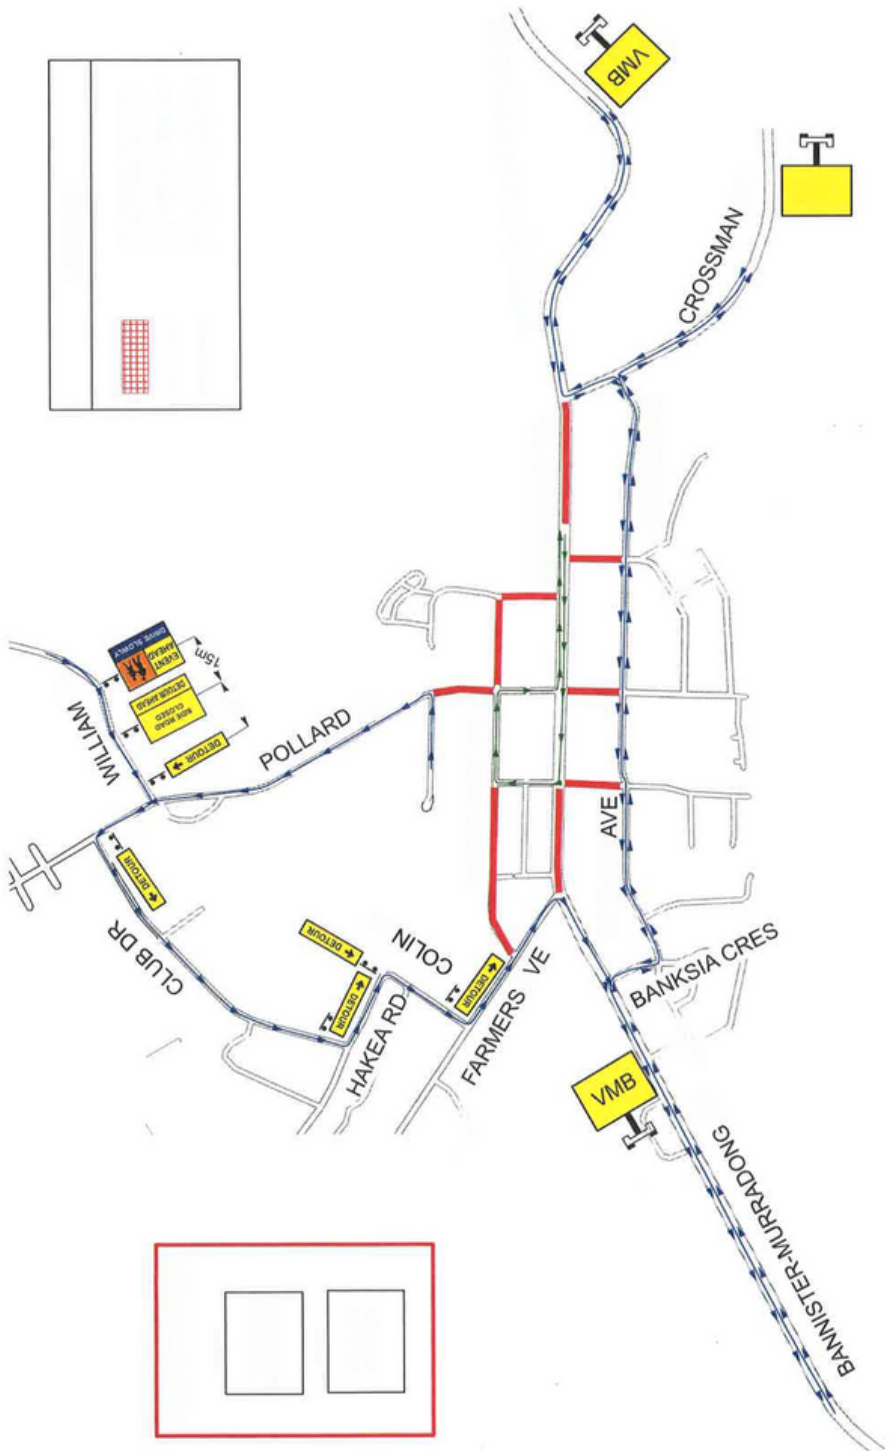 VMB
CROSSMAN
DRIVE SLOWLY
EVENT
AHEAD
15m
DETOUR AHEAD
SIDE ROAD
CLOSED
DETOUR
WILLIAM
POLLARD
AVE
DETOUR
CLUB DR
DETOUR
COLIN
DETOUR
DETOUR
HAKEA RD
FARMERS VE
BANKSIA CRES
VMB
BANNISTER-MURRADONG